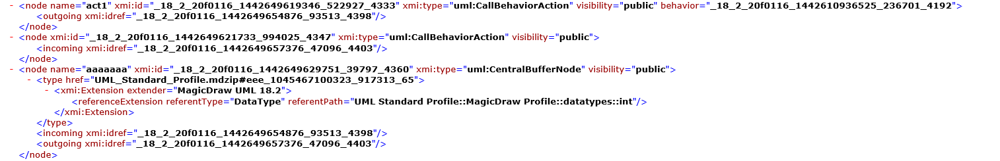 - <node name="act1" xmi:id="_18_2_20f0116_1442649619346_522927_4333" xmi:type="uml:CallBehaviorAction" visibility="public" behavior="_18_2_20f0116_1442610936525_236701_4192">
<outgoing xmi:idref="_18_2_20f0116_1442649654876_93513_4398"/>
</node>
- <node xmi:id="_18_2_20f0116_1442649621733_994025_4347" xmi:type="uml:CallBehaviorAction" visibility="public">
<incoming xmi:idref="_18_2_20f0116_1442649657376_47096_4403"/>
</node>
- <node name="aaaaaaa" xmi:id="_18_2_20f0116_1442649629751_39797_4360" xmi:type="uml:CentralBufferNode" visibility="public">
- <type href="UML_Standard_Profile.mdzip#eee_1045467100323_917313_65">
- <xmi:Extension extender="MagicDraw UML 18.2">
<referenceExtension referentType="DataType" referentPath="UML Standard Profile::MagicDraw Profile::datatypes::int"/>
</xmi:Extension>
</type>
<incoming xmi:idref="_18_2_20f0116_1442649654876_93513_4398"/>
<outgoing xmi:idref="_18_2_20f0116_1442649657376_47096_4403"/>
</node>